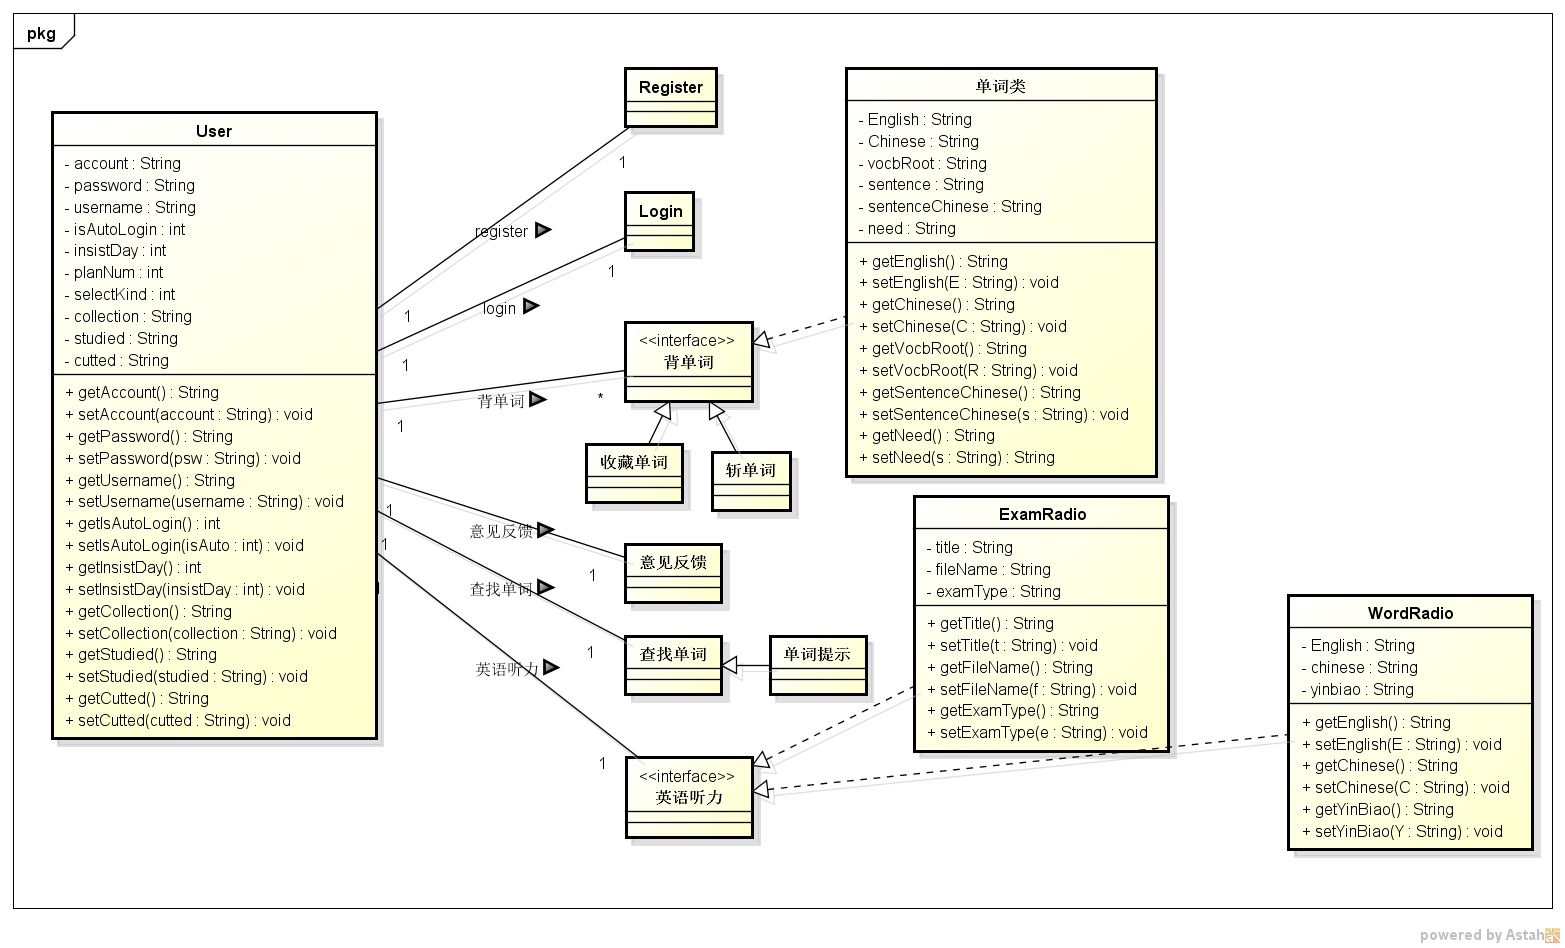 pkg
User
- account : String
- password : String
- username : String
- isAutoLogin : int
- insistDay : int
- planNum : int
- selectKind : int
- collection : String
- studied : String
- cutted : String
+ getAccount() : String
+ setAccount(account : String) : void
+ getPassword() : String
+ setPassword(psw : String) : void
+ getUsername() : String
+ setUsername(username : String) : void
+ getIsAutoLogin() : int
+ setIsAutoLogin(isAuto : int) : void
+ getInsistDay() : int
+ setInsistDay(insistDay : int) : void
+ getCollection() : String
+ setCollection(collection : String) : void
+ getStudied() : String
+ setStudied(studied : String) : void
+ getCutted() : String
+ setCutted(cutted : String) : void
register
1
1
login
1
1
背单词
1
*
意见反馈
1
1
查找单词
1
1
英语听力
1
Register
Login
<<interface>>
背单词
收藏单词
斩单词
意见反馈
查找单词
单词提示
<<interface>>
英语听力
单词类
- English : String
- Chinese : String
- vocbRoot : String
- sentence : String
- sentenceChinese : String
- need : String
+ getEnglish() : String
+ setEnglish(E : String) : void
+ getChinese() : String
+ setChinese(C : String) : void
+ getVocbRoot() : String
+ setVocbRoot(R : String) : void
+ getSentenceChinese() : String
+ setSentenceChinese(s : String) : void
+ getNeed() : String
+ setNeed(s : String) : String
ExamRadio
- title : String
- fileName : String
- examType : String
+ getTitle() : String
+ setTitle(t : String) : void
+ getFileName() : String
+ setFileName(f : String) : void
+ getExamType() : String
+ setExamType(e : String) : void
WordRadio
- English : String
- chinese : String
- yinbiao : String
+ getEnglish() : String
+ setEnglish(E : String) : void
+ getChinese() : String
+ setChinese(C : String) : void
+ getYinBiao() : String
+ setYinBiao(Y : String) : void
powered by Astah